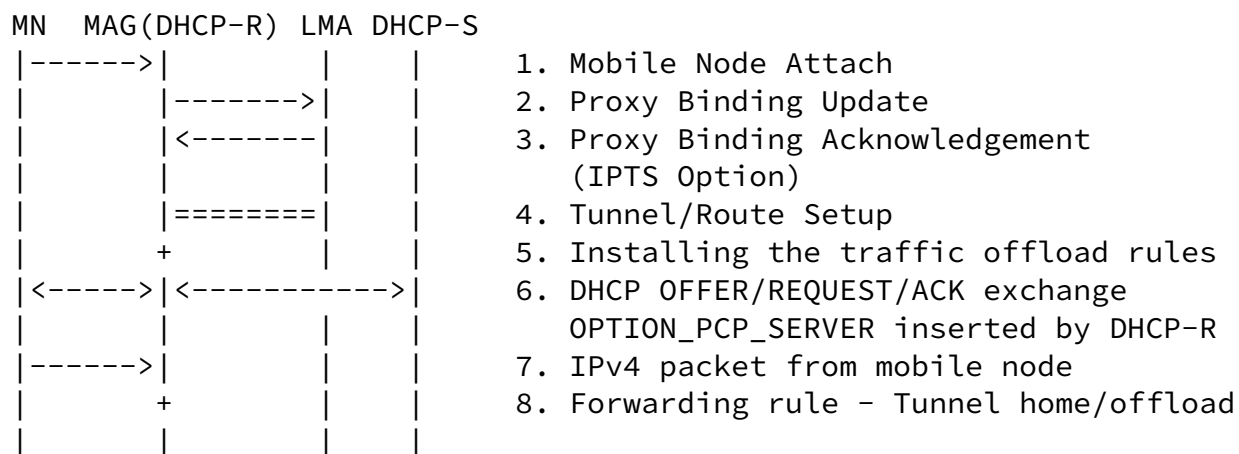 MN   MAG(DHCP-R) LMA DHCP-S
|------>|        |    |    1. Mobile Node Attach
|       |------->|    |    2. Proxy Binding Update
|       |<-------|    |    3. Proxy Binding Acknowledgement
|       |        |    |       (IPTS Option)
|       |========|    |    4. Tunnel/Route Setup
|       +        |    |    5. Installing the traffic offload rules
|<----->|<----------->|    6. DHCP OFFER/REQUEST/ACK exchange
|       |        |    |       OPTION_PCP_SERVER inserted by DHCP-R
|------>|        |    |    7. IPv4 packet from mobile node
|       +        |    |    8. Forwarding rule - Tunnel home/offload
|       |        |    |